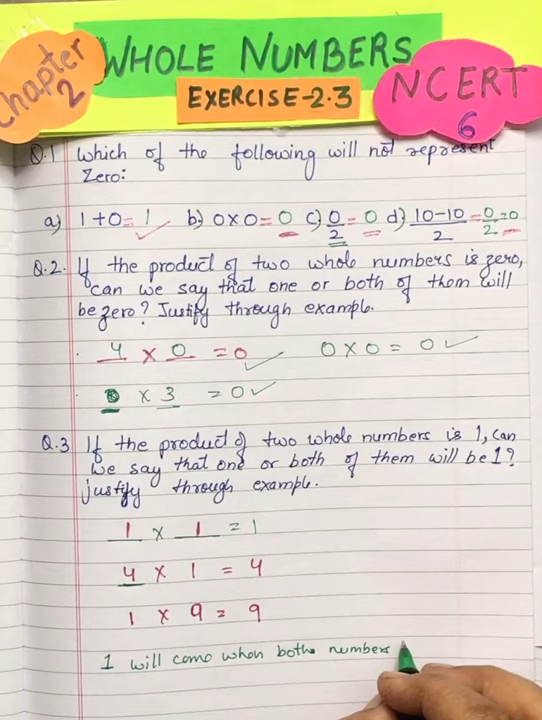 Chapter 2
WHOLE NUMBERS
EXERCISE-2.3
NCERT
6
Q.1 Which of the following will not represent
Zero:
a) 1+0=1 b) 0×0=0 c) 0/2=0 d) 10-10/2=0/2=0
Q.2. If the product of two whole numbers is zero,
can we say that one or both of them will
be zero? Justify through example.
4 × 0 = 0 0×0 = 0
0 × 3 = 0
Q.3 If the product of two whole numbers is 1, can
we say that one or both of them will be 1?
justify through example.
1 × 1 = 1
4 × 1 = 4
1 × 9 = 9
1 will come when both numbers